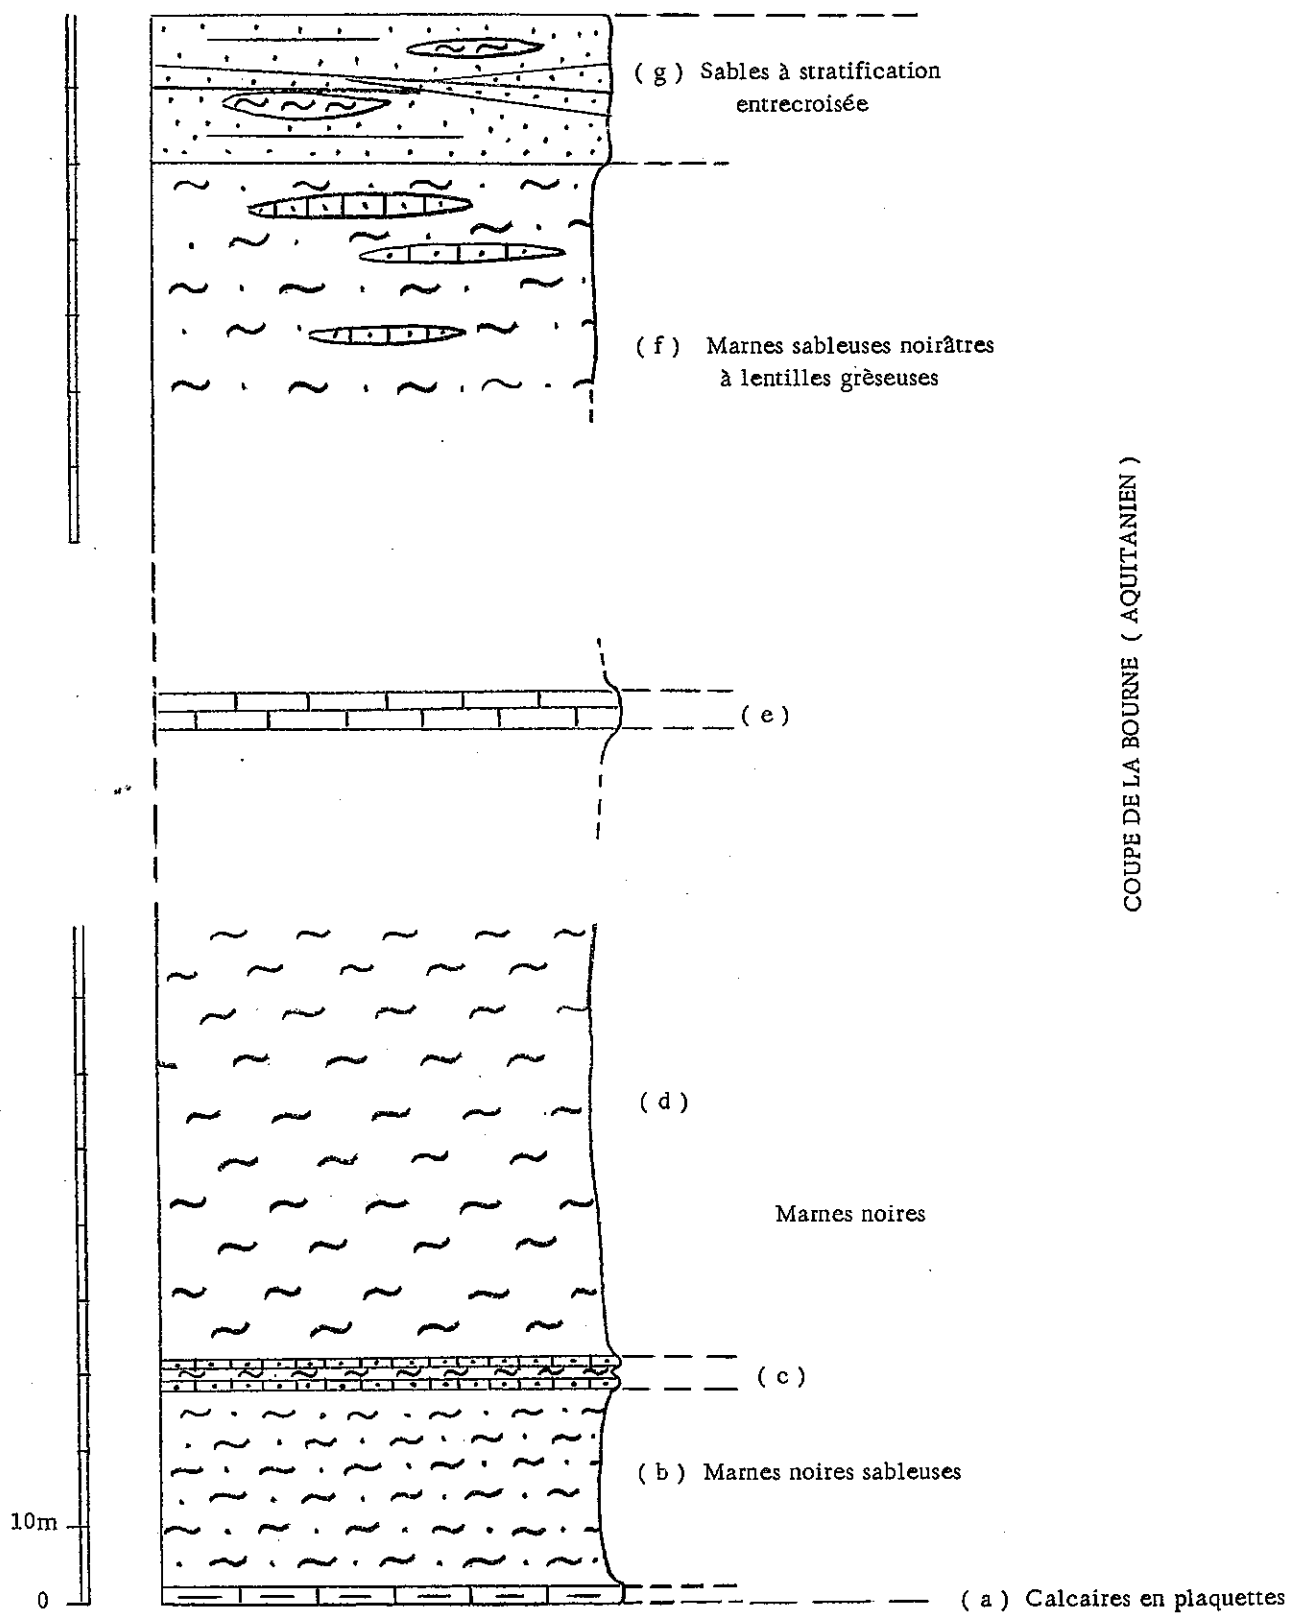 ( g ) Sables à stratification
entrecroisée
( f ) Marnes sableuses noirâtres
à lentilles grèseuses
COUPE DE LA BOURNE ( AQUITANIEN )
( e )
( d )
Marnes noires
( c )
( b ) Marnes noires sableuses
10m
0
( a ) Calcaires en plaquettes